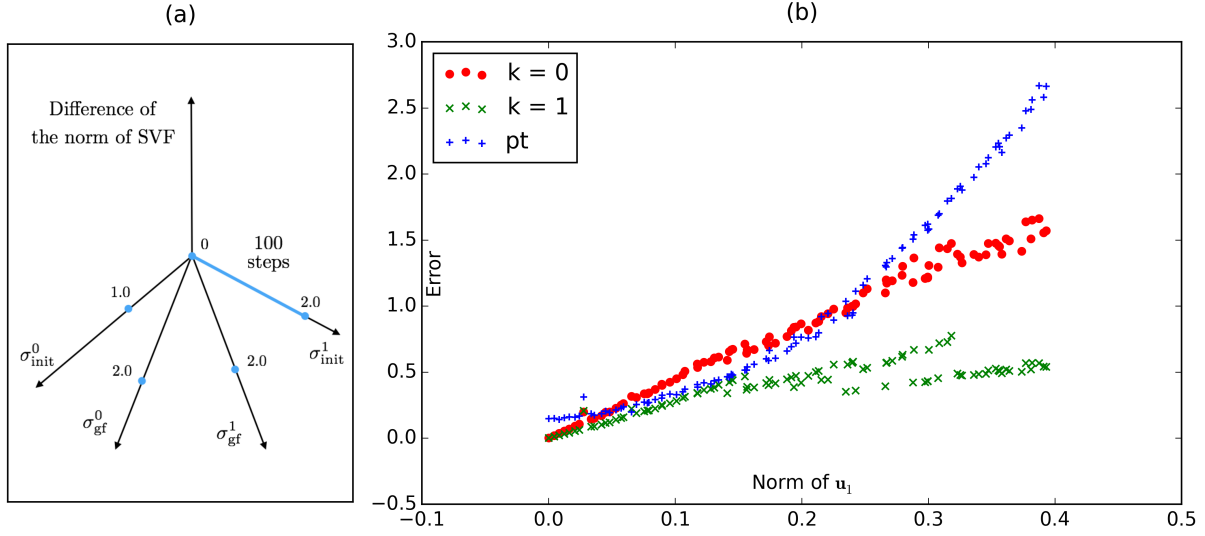 (a)
Difference of
the norm of SVF
0
100
steps
1.0
2.0
σ⁰init
2.0
2.0
σ¹init
σ⁰gf
σ¹gf
(b)
3.0
2.5
2.0
1.5
1.0
0.5
0.0
−0.5
Error
k = 0
k = 1
pt
Norm of u₁
−0.1
0.0
0.1
0.2
0.3
0.4
0.5